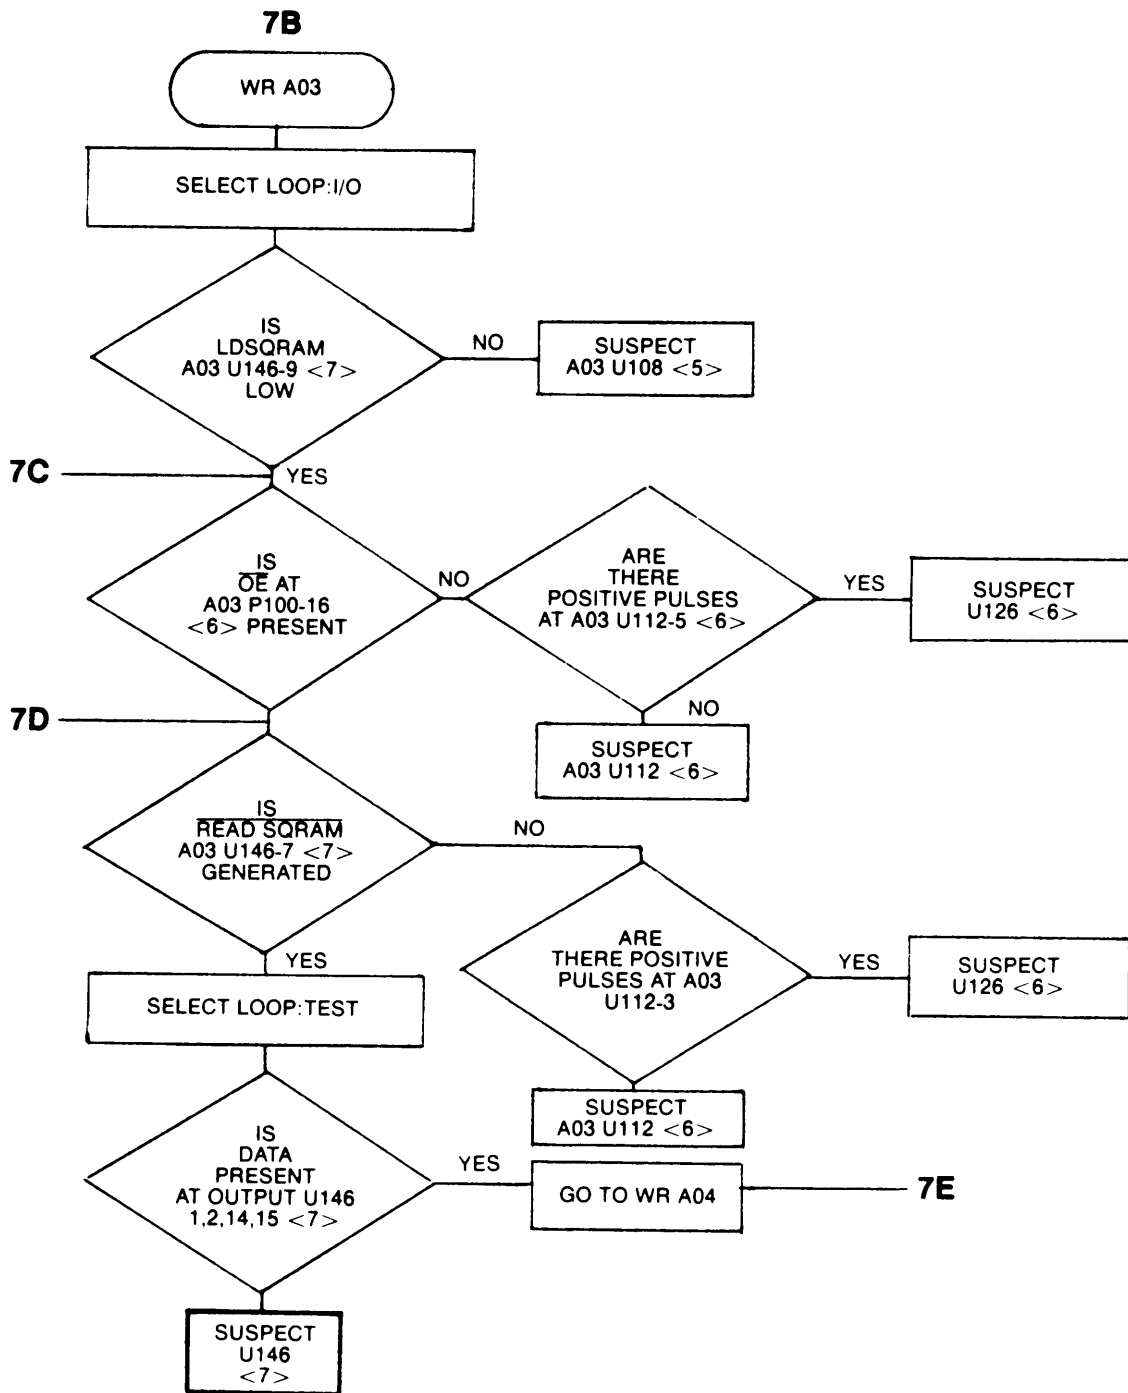 7B
WR A03
SELECT LOOP:I/O
IS
LDSQRAM
A03 U146-9 <7>
LOW
NO
SUSPECT
A03 U108 <5>
7C
YES
IS
OE AT
A03 P100-16
<6> PRESENT
NO
ARE
THERE
POSITIVE PULSES
AT A03 U112-5 <6>
YES
SUSPECT
U126 <6>
NO
SUSPECT
A03 U112 <6>
7D
IS
READ SQRAM
A03 U146-7 <7>
GENERATED
NO
ARE
THERE POSITIVE
PULSES AT A03
U112-3
YES
SUSPECT
U126 <6>
SUSPECT
A03 U112 <6>
YES
SELECT LOOP:TEST
IS
DATA
PRESENT
AT OUTPUT U146
1,2,14,15 <7>
YES
GO TO WR A04
7E
SUSPECT
U146
<7>